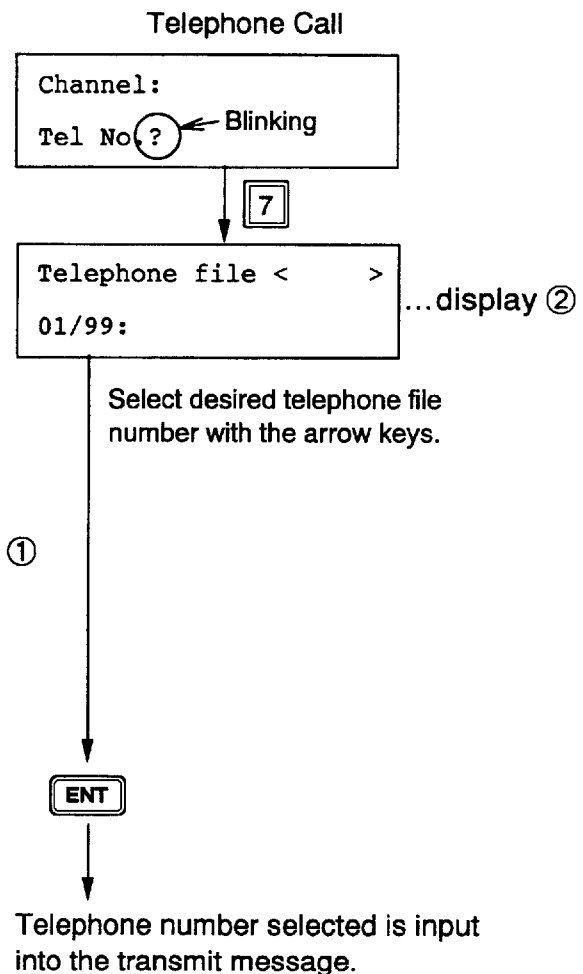 Telephone Call
Channel:
Tel No.?
Blinking
7
Telephone file <      >
01/99:
...display ②
Select desired telephone file
number with the arrow keys.
①
ENT
Telephone number selected is input
into the transmit message.